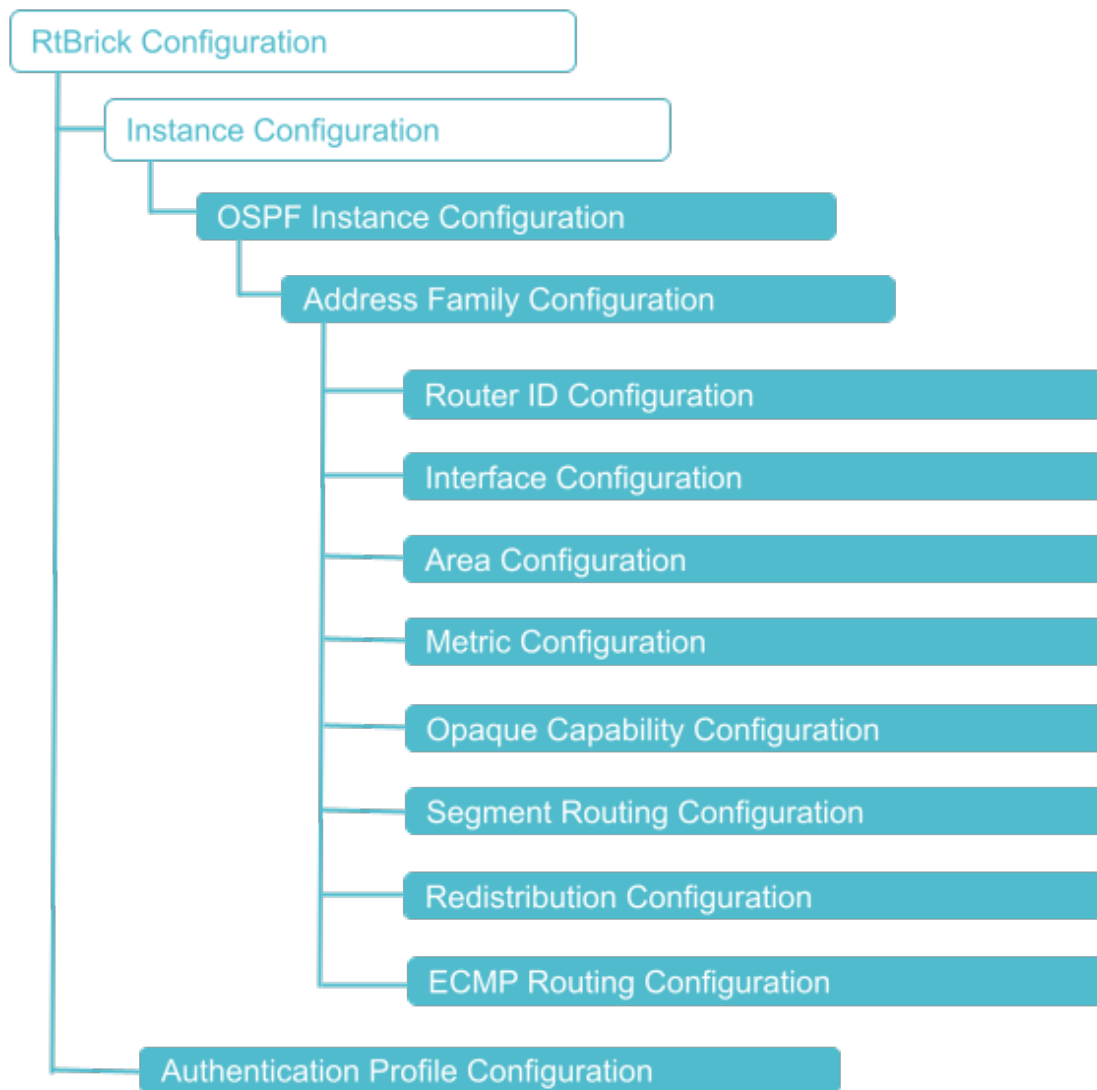 RtBrick Configuration
Instance Configuration
OSPF Instance Configuration
Address Family Configuration
Router ID Configuration
Interface Configuration
Area Configuration
Metric Configuration
Opaque Capability Configuration
Segment Routing Configuration
Redistribution Configuration
ECMP Routing Configuration
Authentication Profile Configuration